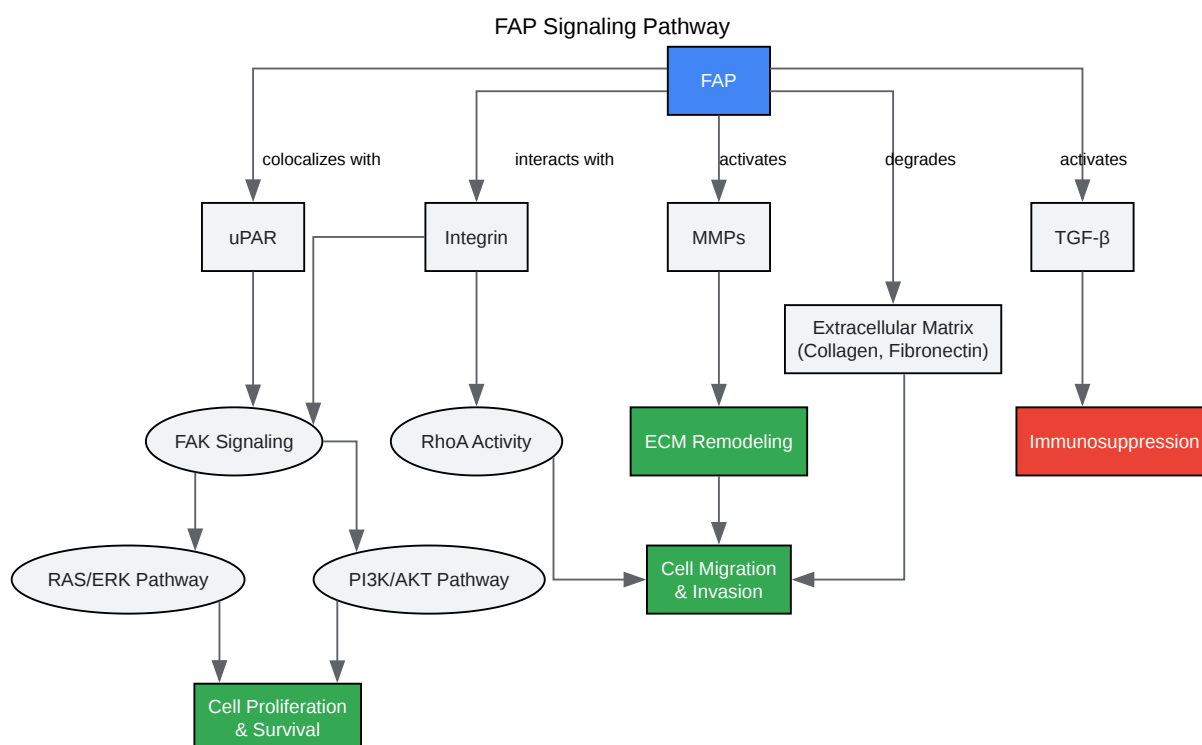 FAP Signaling Pathway
FAP
colocalizes with
interacts with
activates
degrades
activates
uPAR
Integrin
MMPs
TGF-β
Extracellular Matrix
(Collagen, Fibronectin)
FAK Signaling
RhoA Activity
ECM Remodeling
Immunosuppression
RAS/ERK Pathway
PI3K/AKT Pathway
Cell Migration
& Invasion
Cell Proliferation
& Survival